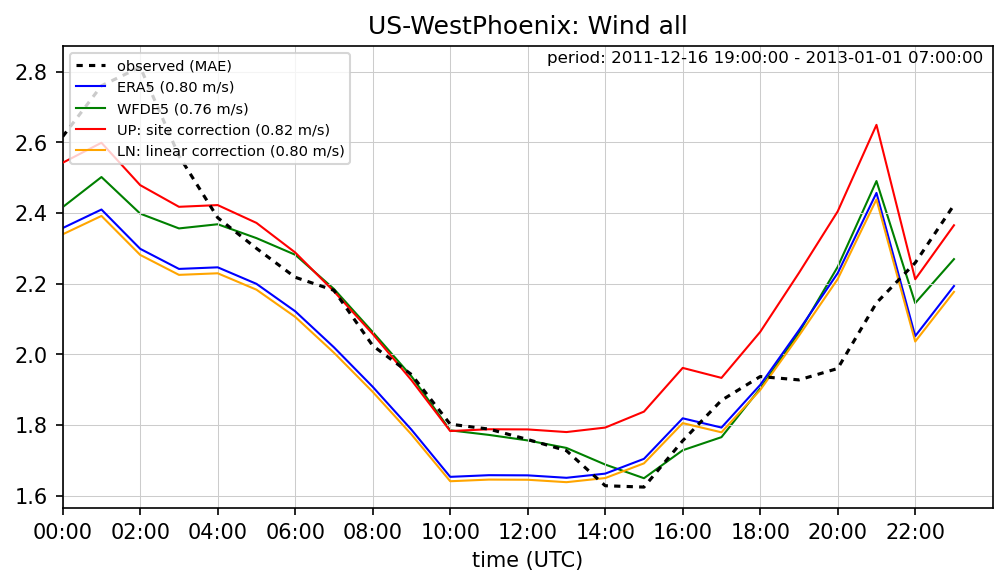 US-WestPhoenix: Wind all
period: 2011-12-16 19:00:00 - 2013-01-01 07:00:00
observed (MAE)
ERA5 (0.80 m/s)
WFDE5 (0.76 m/s)
UP: site correction (0.82 m/s)
LN: linear correction (0.80 m/s)
2.8
2.6
2.4
2.2
2.0
1.8
1.6
00:00 02:00 04:00 06:00 08:00 10:00 12:00 14:00 16:00 18:00 20:00 22:00
time (UTC)